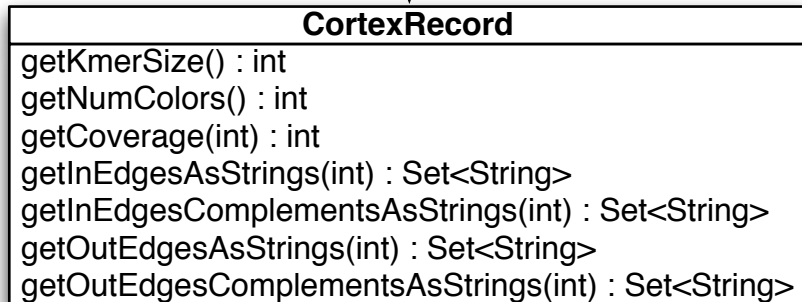 CortexRecord
getKmerSize() : int
getNumColors() : int
getCoverage(int) : int
getInEdgesAsStrings(int) : Set<String>
getInEdgesComplementsAsStrings(int) : Set<String>
getOutEdgesAsStrings(int) : Set<String>
getOutEdgesComplementsAsStrings(int) : Set<String>